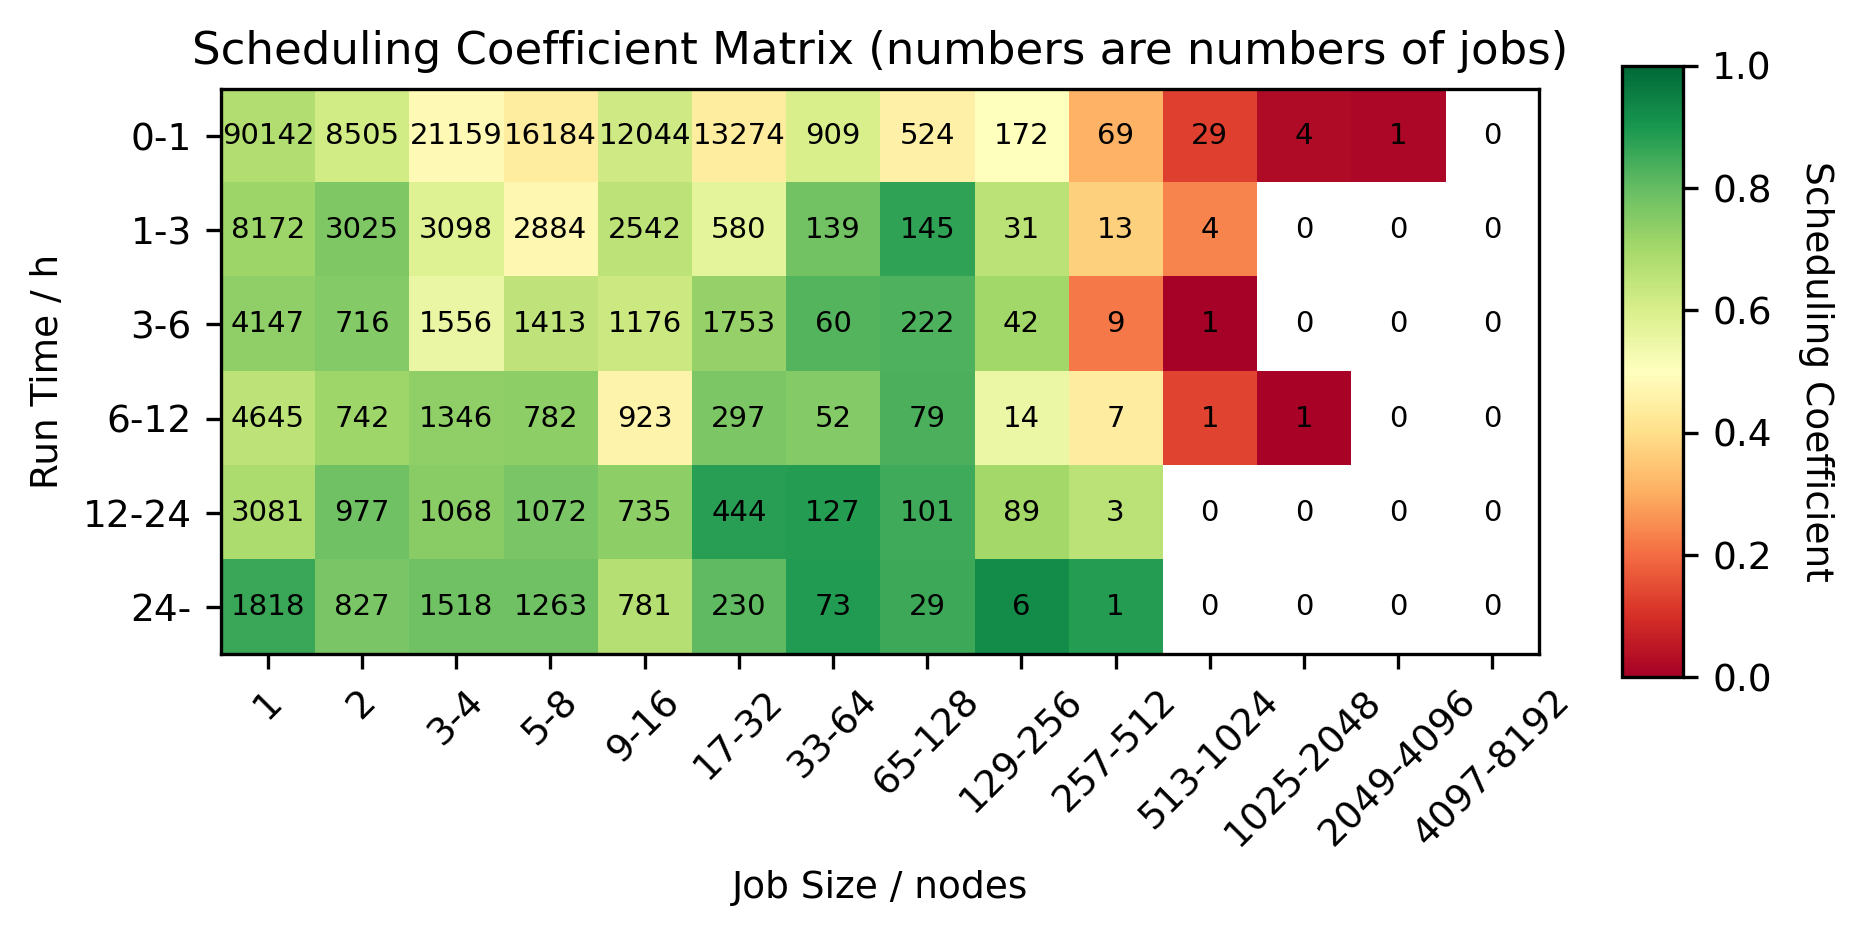 Scheduling Coefficient Matrix (numbers are numbers of jobs)
Run Time / h
0-1 90142 8505 21159 16184 12044 13274 909 524 172 69 29 4 1 0
1-3 8172 3025 3098 2884 2542 580 139 145 31 13 4 0 0 0
3-6 4147 716 1556 1413 1176 1753 60 222 42 9 1 0 0 0
6-12 4645 742 1346 782 923 297 52 79 14 7 1 1 0 0
12-24 3081 977 1068 1072 735 444 127 101 89 3 0 0 0 0
24- 1818 827 1518 1263 781 230 73 29 6 1 0 0 0 0
1 2 3-4 5-8 9-16 17-32 33-64 65-128 129-256 257-512 513-1024 1025-2048 2049-4096 4097-8192
Job Size / nodes
1.0
0.8
0.6
0.4
0.2
0.0
Scheduling Coefficient